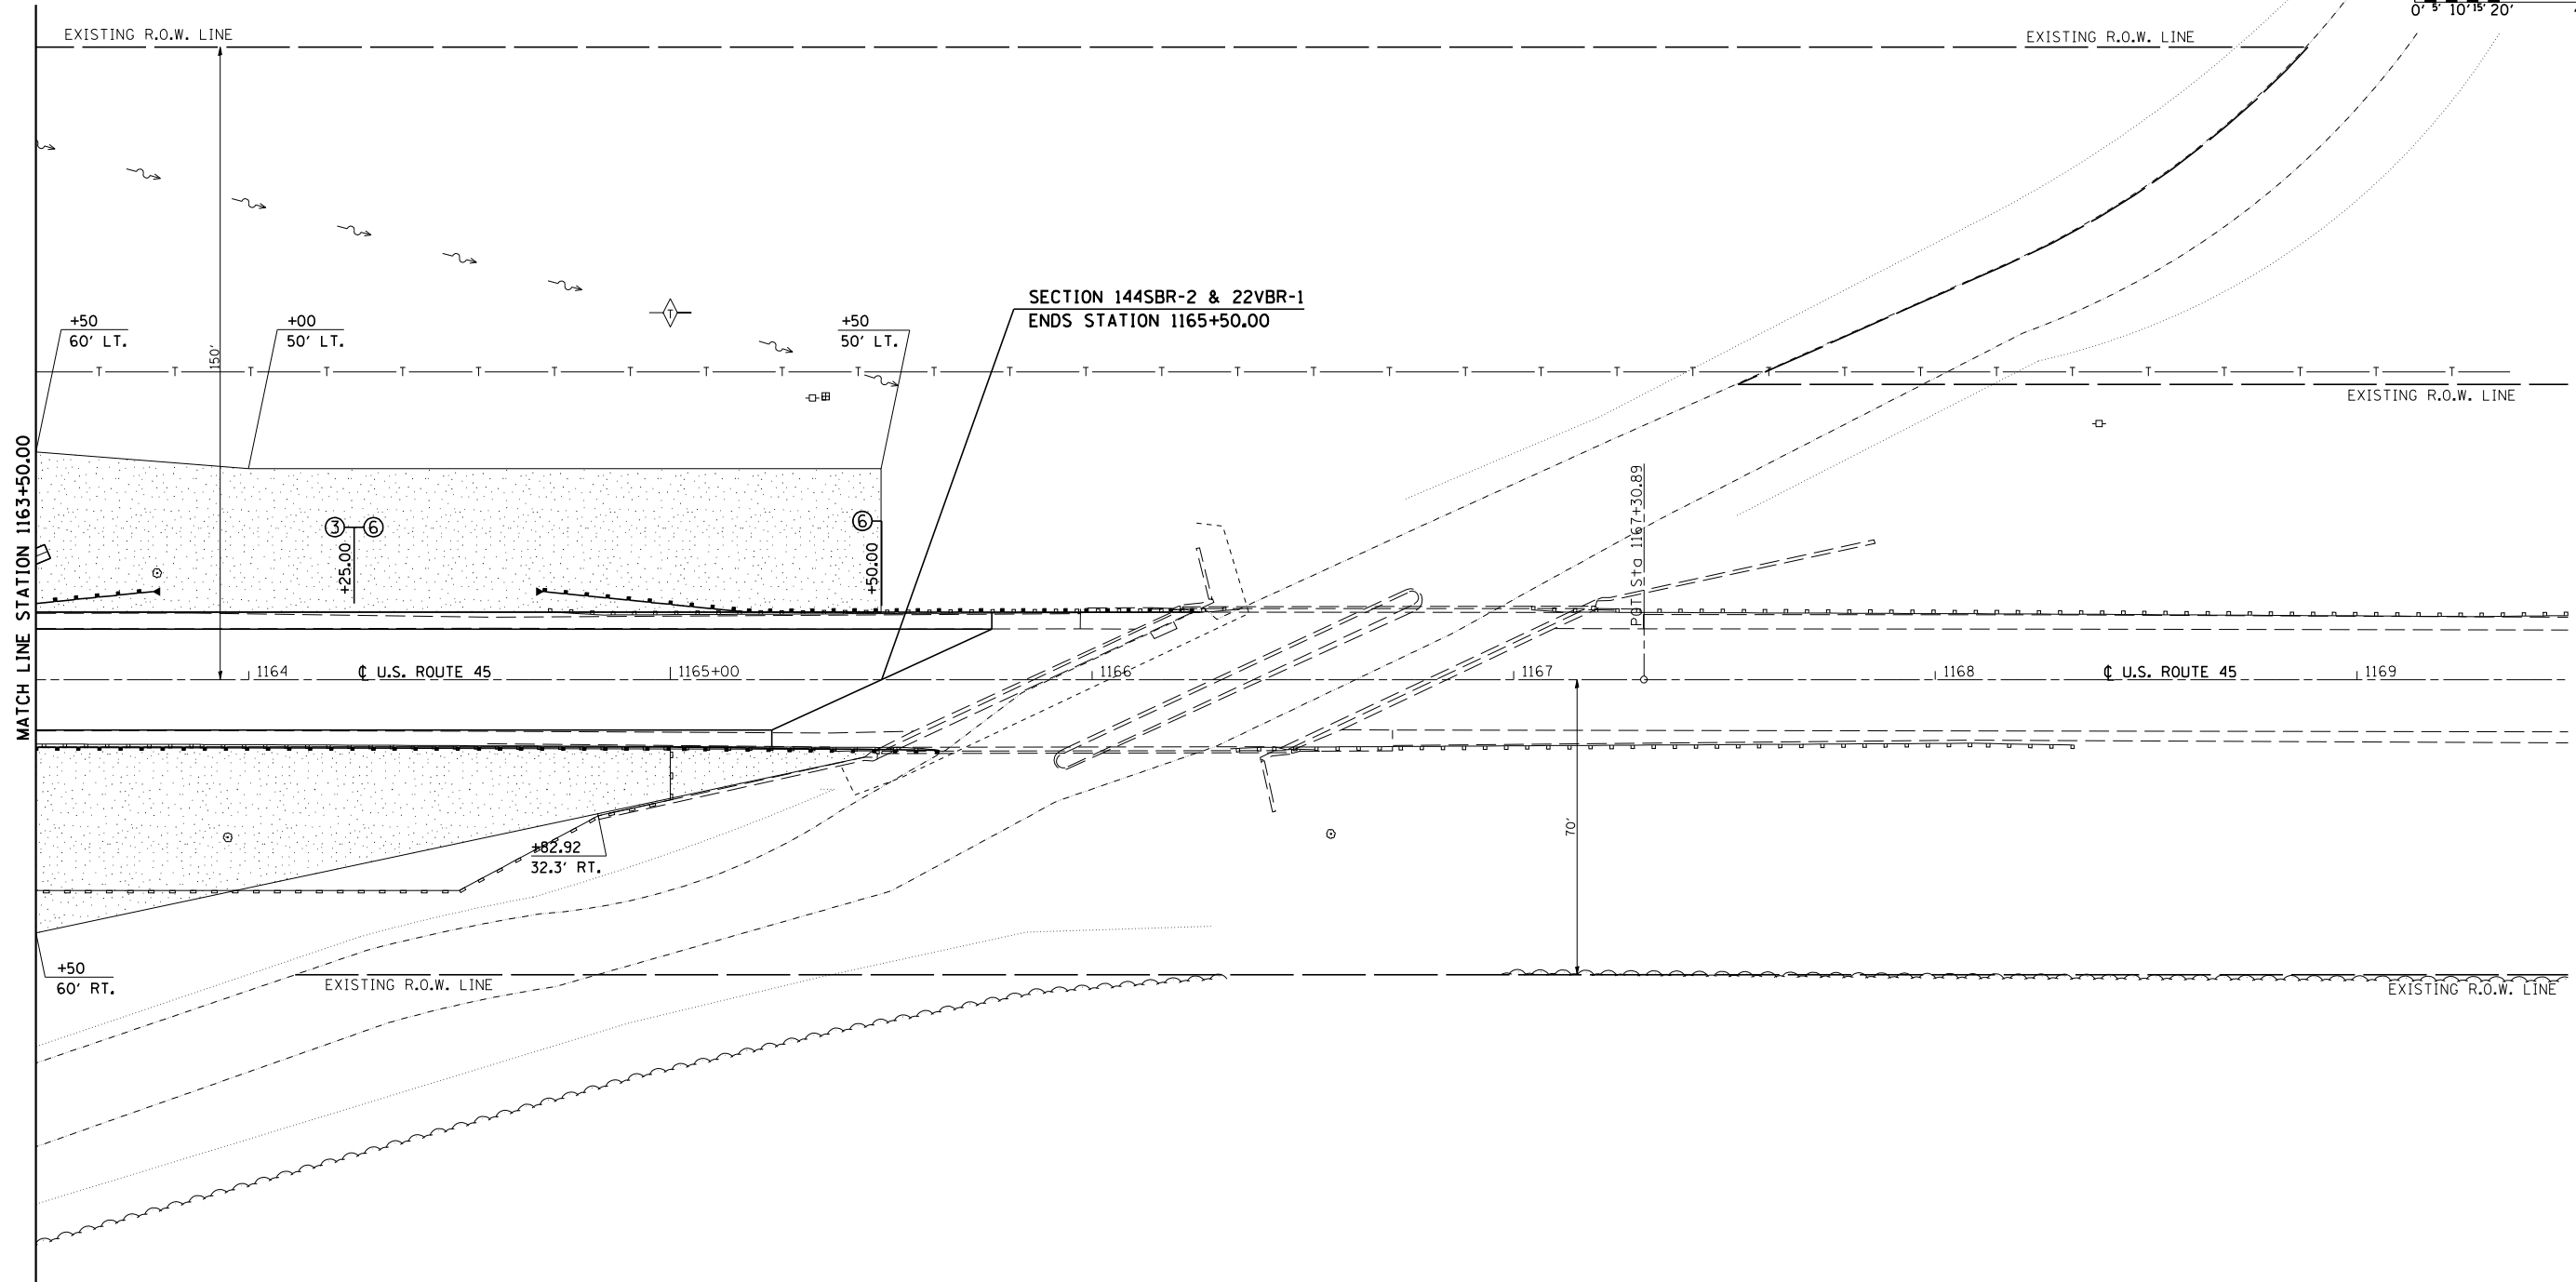 0' 5' 10' 15' 20'
EXISTING R.O.W. LINE
EXISTING R.O.W. LINE
SECTION 144SBR-2 & 22VBR-1
ENDS STATION 1165+50.00
+50
60' LT.
+00
50' LT.
+50
50' LT.
150'
T
T T T T T T T T T T T T T T T T T T T T T T T T T T T T T T T T
EXISTING R.O.W. LINE
MATCH LINE STATION 1163+50.00
3 6
+25.00
6
+50.00
PGT Sta 1167+30.89
1164
℄ U.S. ROUTE 45
1165+00
1166
1167
1168
℄ U.S. ROUTE 45
1169
70'
+82.92
32.3' RT.
+50
60' RT.
EXISTING R.O.W. LINE
EXISTING R.O.W. LINE